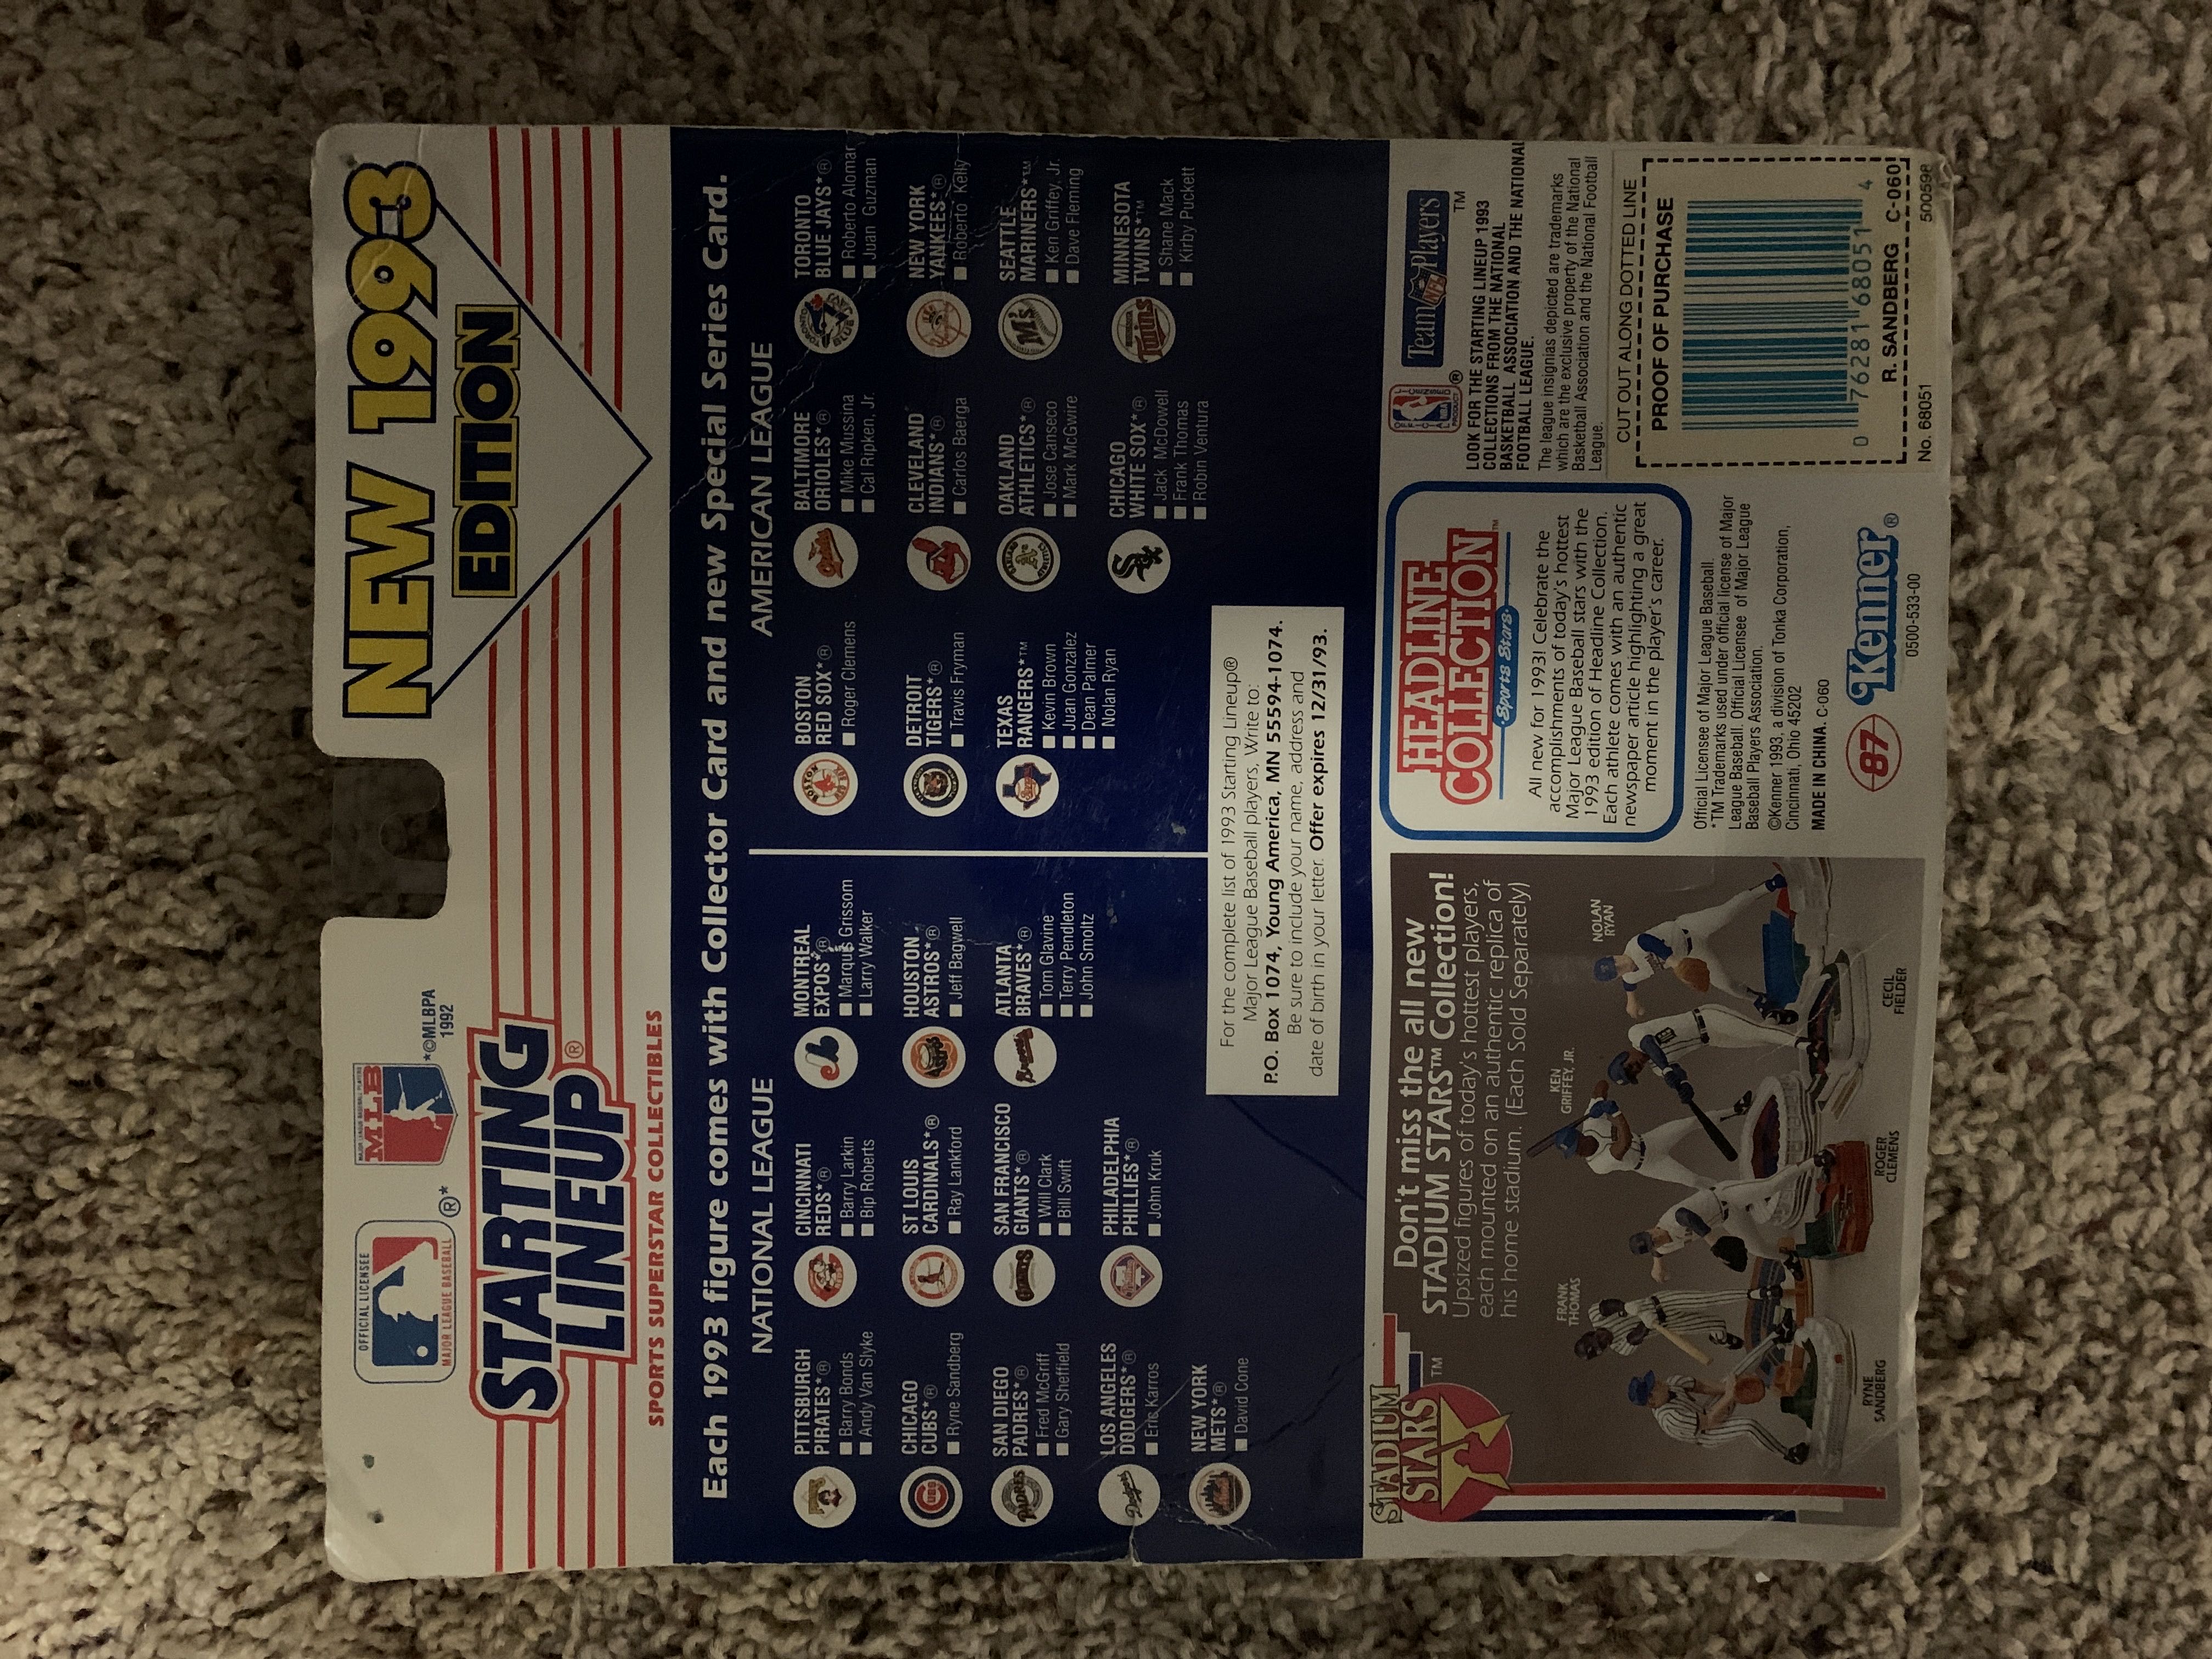 NEW 1993
EDITION
OFFICIAL LICENSEE
MAJOR LEAGUE BASEBALL
®*
MAJOR LEAGUE BASEBALL PLAYERS
MLB
*©MLBPA
1992
STARTING
LINEUP®
SPORTS SUPERSTAR COLLECTIBLES
Each 1993 figure comes with Collector Card and new Special Series Card.
NATIONAL LEAGUE
PITTSBURGH
PIRATES*®
■ Barry Bonds
■ Andy Van Slyke
CINCINNATI
REDS*®
■ Barry Larkin
■ Bip Roberts
MONTREAL
EXPOS*®
■ Marquis Grissom
■ Larry Walker
CHICAGO
CUBS*®
■ Ryne Sandberg
ST LOUIS
CARDINALS*®
■ Ray Lankford
HOUSTON
ASTROS*®
■ Jeff Bagwell
SAN DIEGO
PADRES*®
■ Fred McGriff
■ Gary Sheffield
SAN FRANCISCO
GIANTS*®
■ Will Clark
■ Bill Swift
ATLANTA
BRAVES*®
■ Tom Glavine
■ Terry Pendleton
■ John Smoltz
LOS ANGELES
DODGERS*®
■ Eric Karros
PHILADELPHIA
PHILLIES*®
■ John Kruk
NEW YORK
METS*®
■ David Cone
AMERICAN LEAGUE
BOSTON
RED SOX*®
■ Roger Clemens
BALTIMORE
ORIOLES*®
■ Mike Mussina
■ Cal Ripken, Jr.
TORONTO
BLUE JAYS*®
■ Roberto Alomar
■ Juan Guzman
DETROIT
TIGERS*®
■ Travis Fryman
CLEVELAND
INDIANS*®
■ Carlos Baerga
NEW YORK
YANKEES*®
■ Roberto Kelly
TEXAS
RANGERS*™
■ Kevin Brown
■ Juan Gonzalez
■ Dean Palmer
■ Nolan Ryan
OAKLAND
ATHLETICS*®
■ Jose Canseco
■ Mark McGwire
SEATTLE
MARINERS*™
■ Ken Griffey, Jr.
■ Dave Fleming
CHICAGO
WHITE SOX*®
■ Jack McDowell
■ Frank Thomas
■ Robin Ventura
MINNESOTA
TWINS*™
■ Shane Mack
■ Kirby Puckett
For the complete list of 1993 Starting Lineup®
Major League Baseball players, Write to:
P.O. Box 1074, Young America, MN 55594-1074.
Be sure to include your name, address and
date of birth in your letter. Offer expires 12/31/93.
STADIUM
STARS™
Don't miss the all new
STADIUM STARS™ Collection!
Upsized figures of today's hottest players,
each mounted on an authentic replica of
his home stadium. (Each Sold Separately)
RYNE
SANDBERG
FRANK
THOMAS
ROGER
CLEMENS
KEN
GRIFFEY, JR.
CECIL
FIELDER
NOLAN
RYAN
HEADLINE
COLLECTION™
Sports Stars
All new for 1993! Celebrate the
accomplishments of today's hottest
Major League Baseball stars with the
1993 edition of Headline Collection.
Each athlete comes with an authentic
newspaper article highlighting a great
moment in the player's career.
Official Licensee of Major League Baseball.
*TM Trademarks used under official license of Major
League Baseball. Official Licensee of Major League
Baseball Players Association.
©Kenner 1993, a division of Tonka Corporation,
Cincinnati, Ohio 45202
MADE IN CHINA. C-060
87
Kenner®
0500-533-00
NBA
®
Team NFL Players
™
LOOK FOR THE STARTING LINEUP 1993
COLLECTIONS FROM THE NATIONAL
BASKETBALL ASSOCIATION AND THE NATIONAL
FOOTBALL LEAGUE.
The league insignias depicted are trademarks
which are the exclusive property of the National
Basketball Association and the National Football
League.
CUT OUT ALONG DOTTED LINE
PROOF OF PURCHASE
0 76281 68051 4
R. SANDBERG C-060
No. 68051 500598